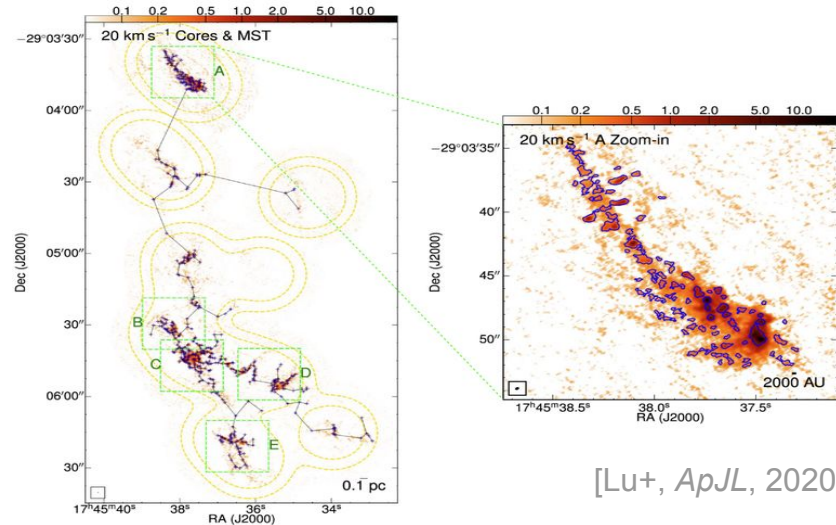 0.1 0.2 0.5 1.0 2.0 5.0 10.0
20 km s⁻¹ Cores & MST
−29°03′30″
04′00″
30″
05′00″
30″
06′00″
30″
Dec (J2000)
A
B
C
D
E
0.1 pc
17ʰ45ᵐ40ˢ 38ˢ 36ˢ 34ˢ
RA (J2000)
0.1 0.2 0.5 1.0 2.0 5.0 10.0
20 km s⁻¹ A Zoom-in
−29°03′35″
40″
45″
50″
Dec (J2000)
2000 AU
17ʰ45ᵐ38.5ˢ 38.0ˢ 37.5ˢ
RA (J2000)
[Lu+, ApJL, 2020